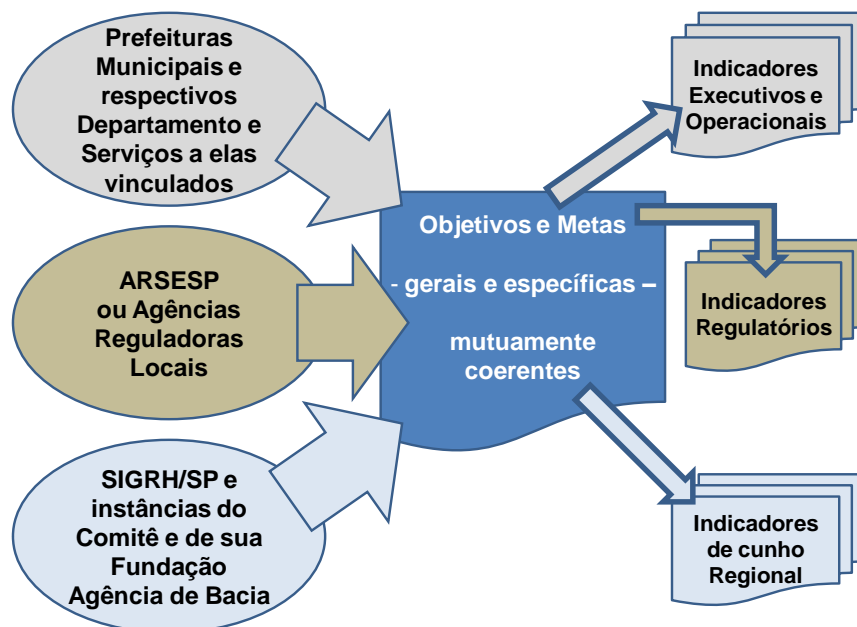 Prefeituras
Municipais e
respectivos
Departamento e
Serviços a elas
vinculados
ARSESP
ou Agências
Reguladoras
Locais
SIGRH/SP e
instâncias do
Comitê e de sua
Fundação
Agência de Bacia
Objetivos e Metas
- gerais e específicas –
mutuamente
coerentes
Indicadores
Executivos e
Operacionais
Indicadores
Regulatórios
Indicadores
de cunho
Regional